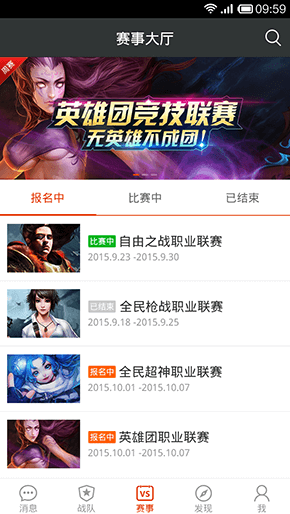 09:59
赛事大厅
周赛
英雄团竞技联赛
无英雄不成团!
报名中
比赛中
已结束
比赛中 自由之战职业联赛
2015.9.23 -2015.9.30
已结束 全民枪战职业联赛
2015.9.18 -2015.9.25
报名中 全民超神职业联赛
2015.10.01 -2015.10.07
报名中 英雄团职业联赛
2015.10.01 -2015.10.07
VS
消息
战队
赛事
发现
我